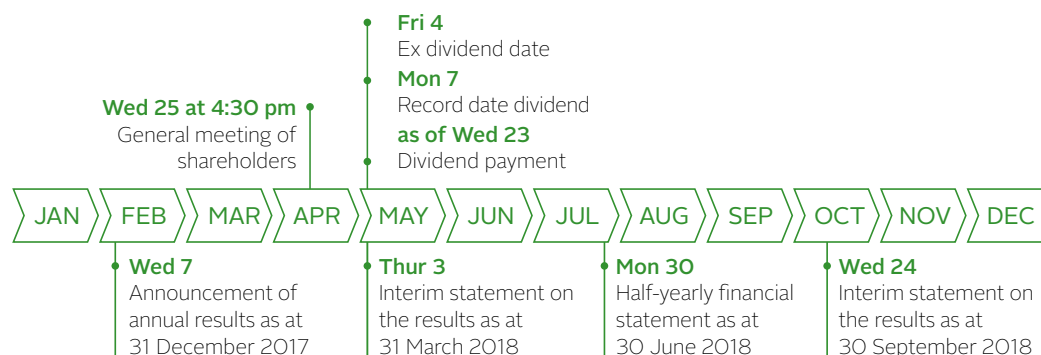 Fri 4
Ex dividend date
Mon 7
Record date dividend
as of Wed 23
Dividend payment
Wed 25 at 4:30 pm
General meeting of
shareholders
JAN FEB MAR APR MAY JUN JUL AUG SEP OCT NOV DEC
Wed 7
Announcement of
annual results as at
31 December 2017
Thur 3
Interim statement on
the results as at
31 March 2018
Mon 30
Half-yearly financial
statement as at
30 June 2018
Wed 24
Interim statement on
the results as at
30 September 2018